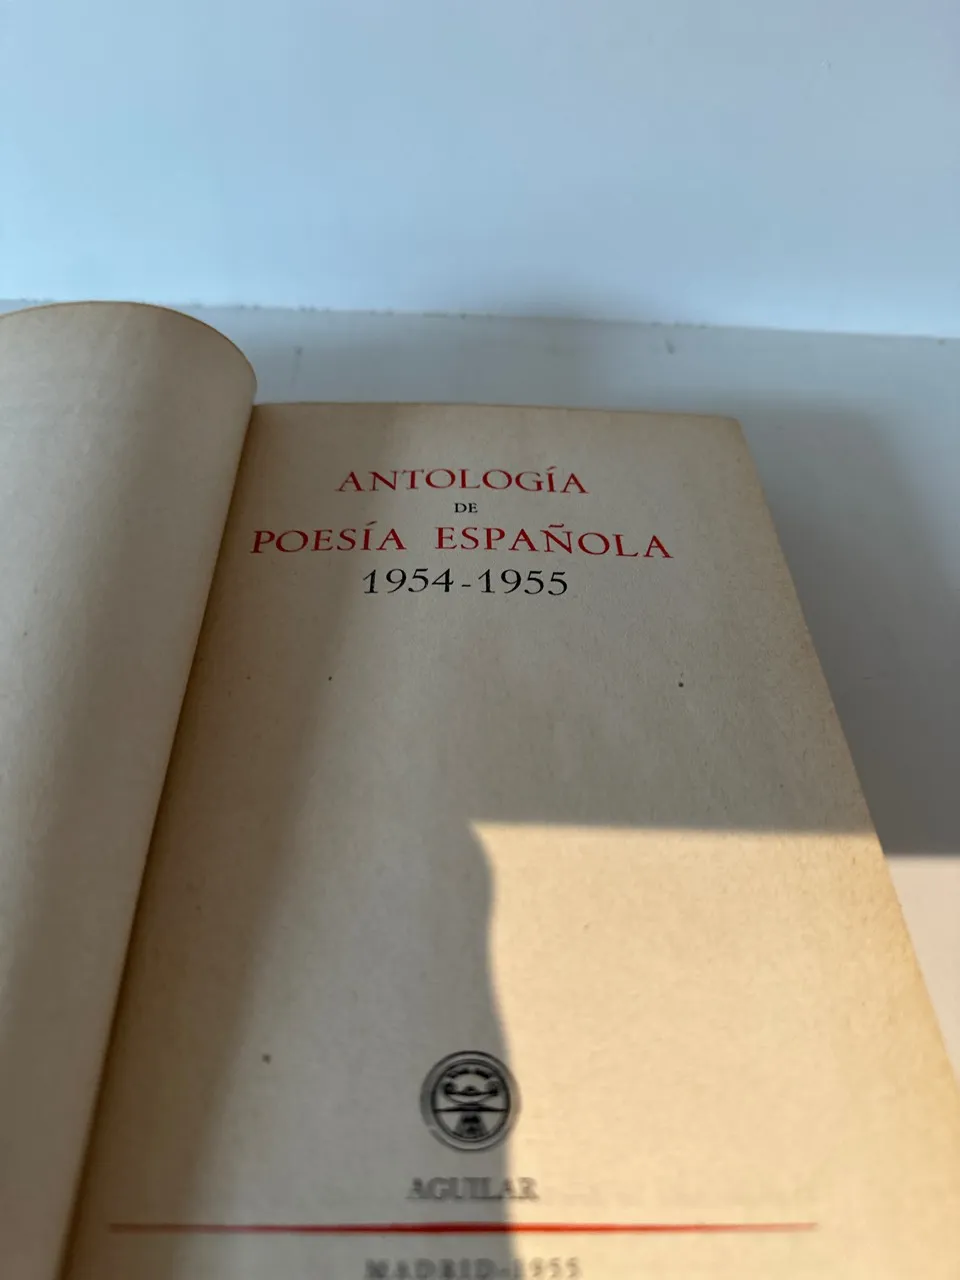 ANTOLOGÍA
DE
POESÍA ESPAÑOLA
1954-1955
AGUILAR
MADRID-1955